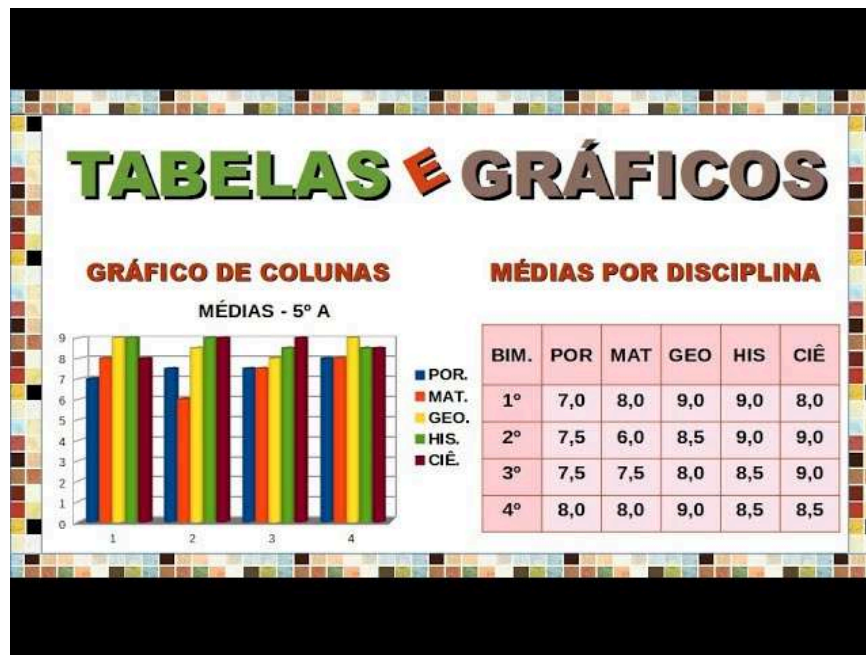 TABELAS E GRÁFICOS
GRÁFICO DE COLUNAS
MÉDIAS - 5º A
9
8
7
6
5
4
3
2
1
0
1 2 3 4
POR.
MAT.
GEO.
HIS.
CIÊ.
MÉDIAS POR DISCIPLINA
BIM. POR MAT GEO HIS CIÊ
1º 7,0 8,0 9,0 9,0 8,0
2º 7,5 6,0 8,5 9,0 9,0
3º 7,5 7,5 8,0 8,5 9,0
4º 8,0 8,0 9,0 8,5 8,5